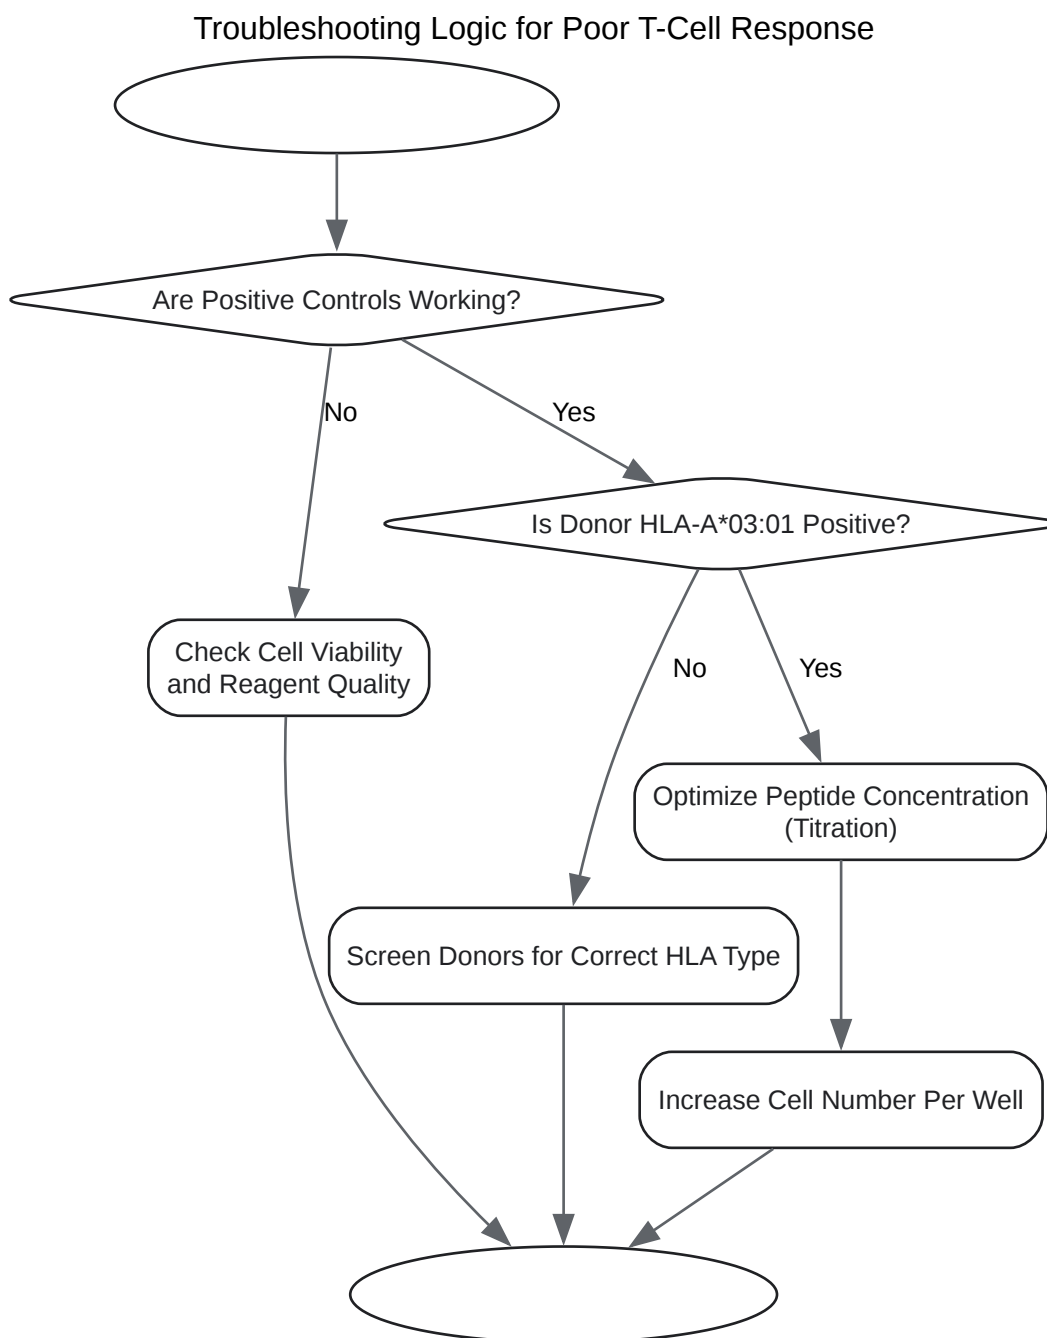 Troubleshooting Logic for Poor T-Cell Response
Are Positive Controls Working?
No
Yes
Is Donor HLA-A*03:01 Positive?
Check Cell Viability
and Reagent Quality
No
Yes
Optimize Peptide Concentration
(Titration)
Screen Donors for Correct HLA Type
Increase Cell Number Per Well